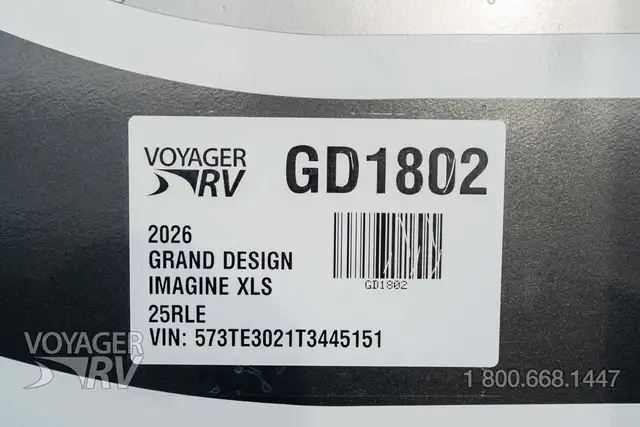 VOYAGER RV
GD1802
GD1802
2026
GRAND DESIGN
IMAGINE XLS
25RLE
VIN: 573TE3021T3445151
VOYAGER RV
1 800.668.1447